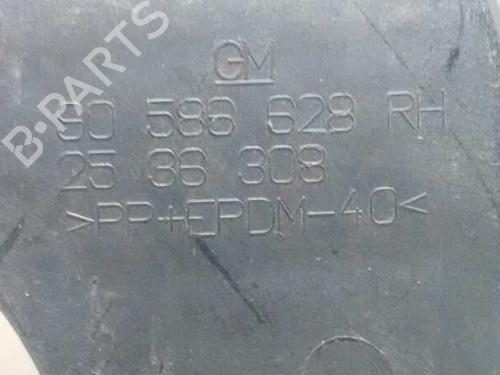 B-PARTS
GM
90 586 628 RH
25 36 308
>PP+EPDM-40<